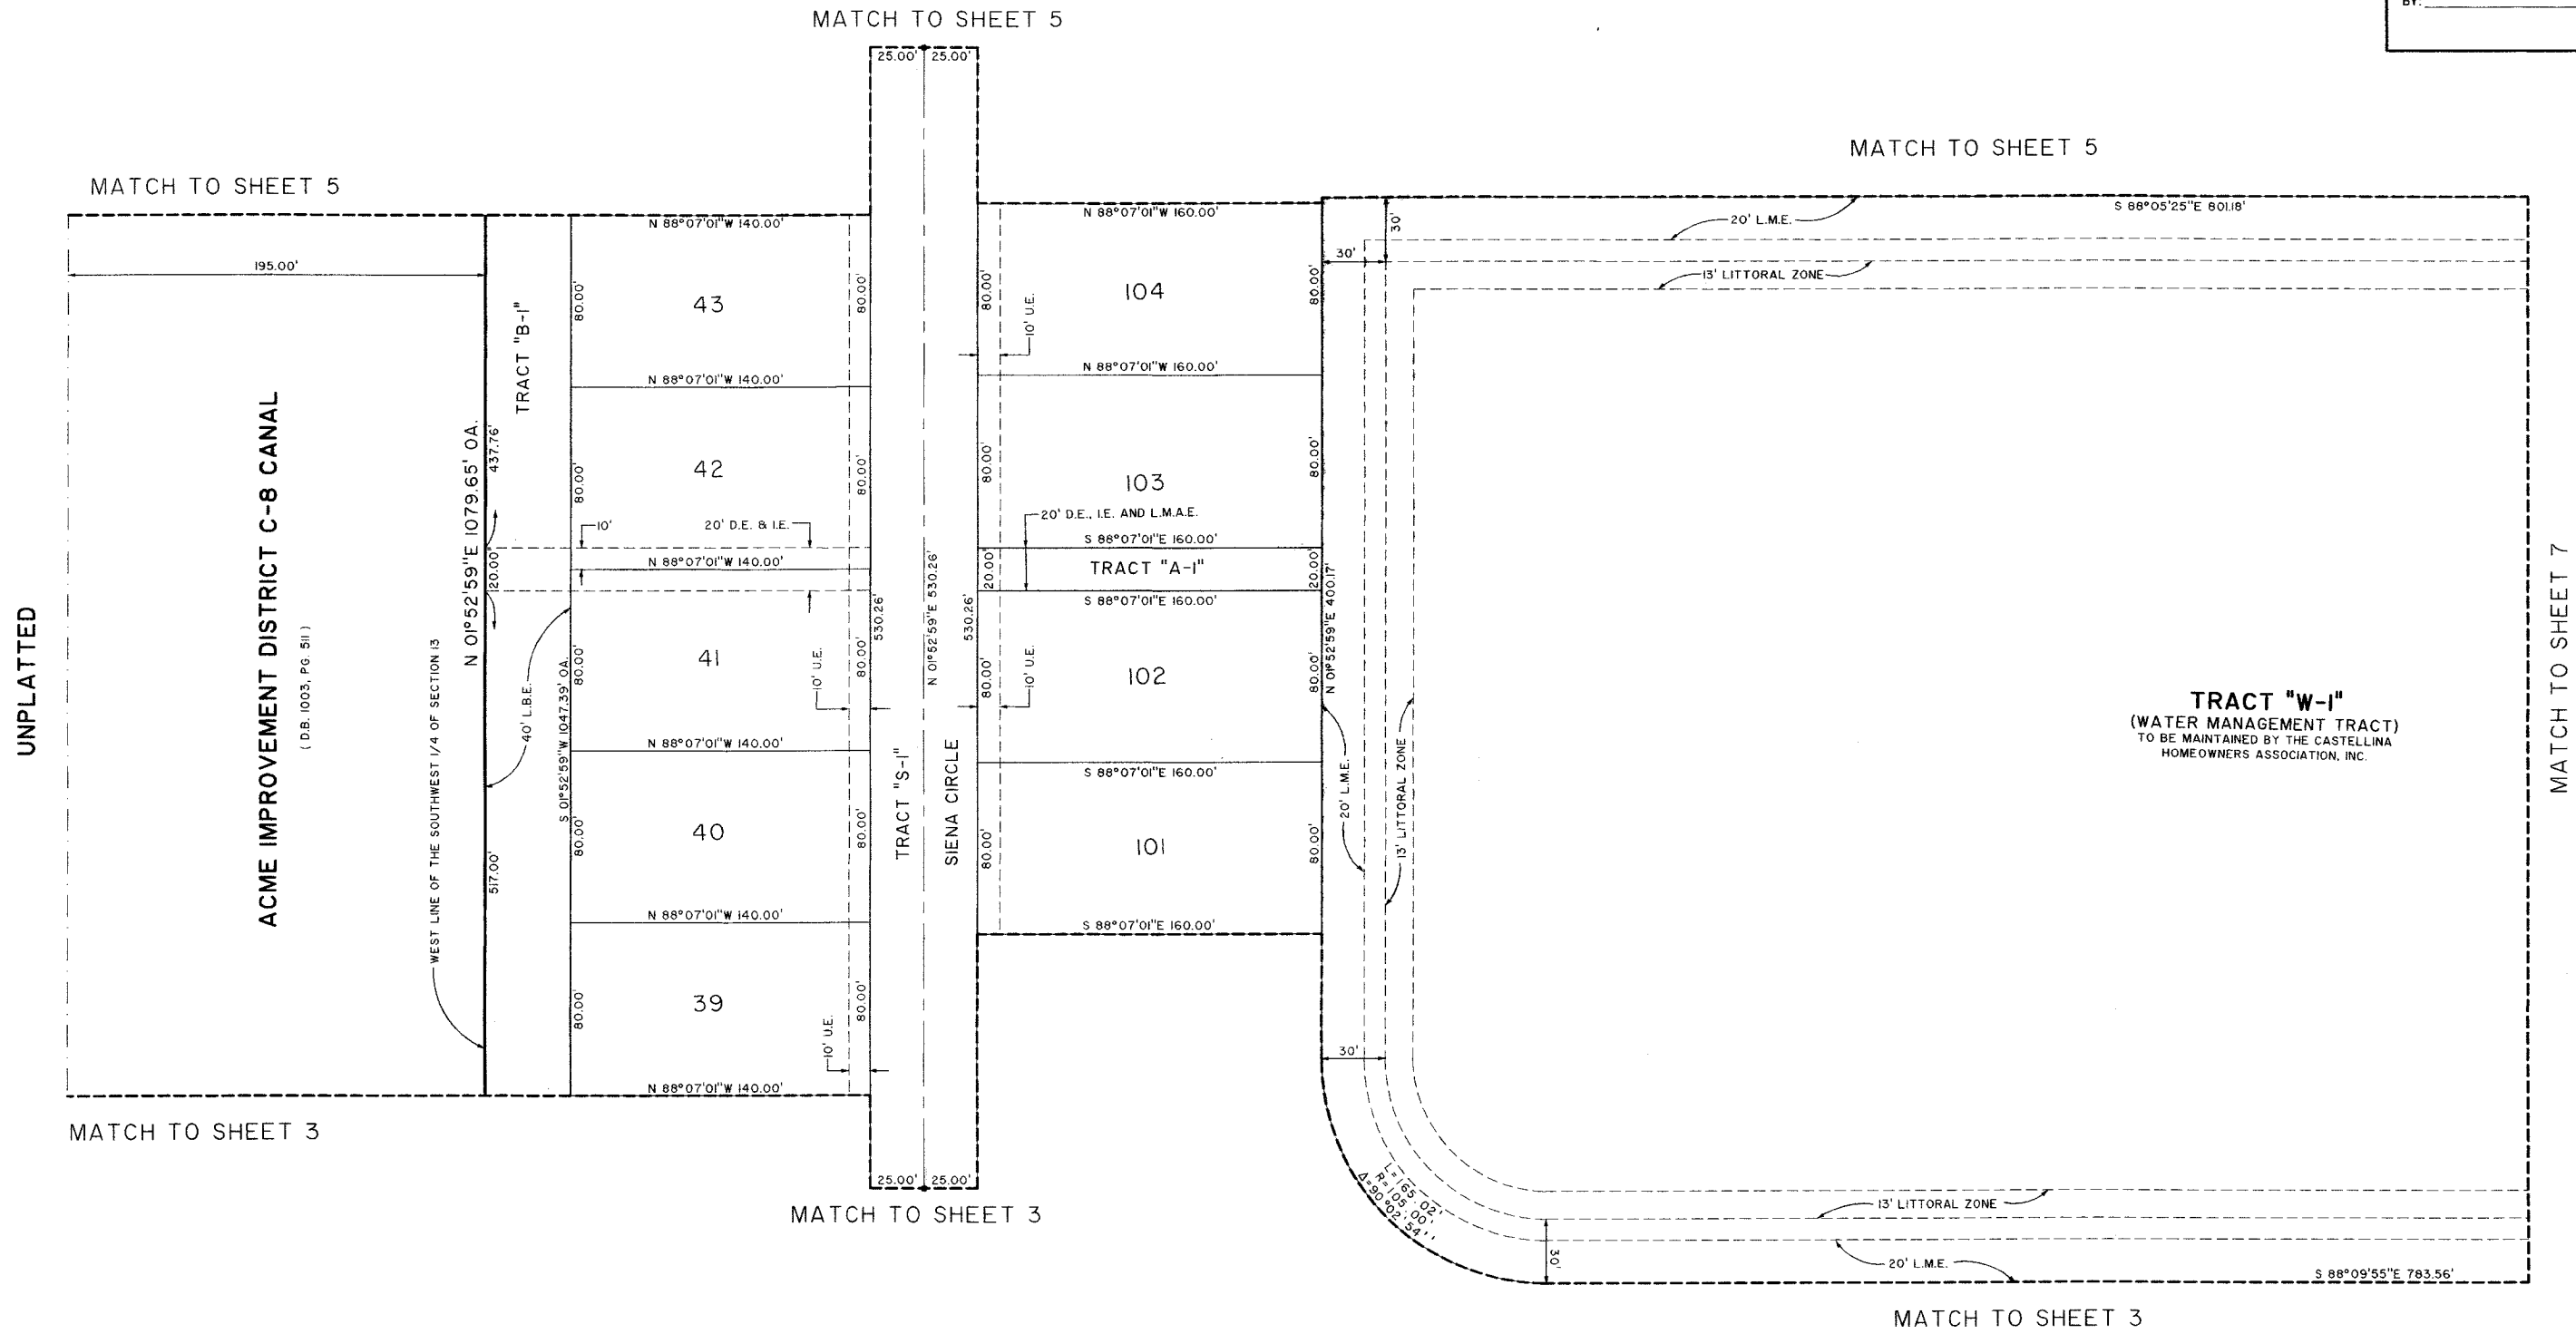 BY:
MATCH TO SHEET 5
25.00' 25.00'
MATCH TO SHEET 5
MATCH TO SHEET 5
195.00'
UNPLATTED
ACME IMPROVEMENT DISTRICT C-8 CANAL
( D.B. 1003, PG. 511 )
WEST LINE OF THE SOUTHWEST 1/4 OF SECTION 13
N 01°52'59"E 1079.65' OA.
437.76'
20.00'
517.00'
TRACT "B-1"
40' L.B.E.
S 01°52'59"W 1047.39' OA.
N 88°07'01"W 140.00'
80.00'
43
80.00'
N 88°07'01"W 140.00'
80.00'
42
80.00'
10'
20' D.E. & I.E.
N 88°07'01"W 140.00'
80.00'
41
10' U.E.
80.00'
N 88°07'01"W 140.00'
80.00'
40
80.00'
N 88°07'01"W 140.00'
80.00'
39
10' U.E.
80.00'
N 88°07'01"W 140.00'
MATCH TO SHEET 3
530.26'
N 01°52'59"E 530.26'
530.26'
TRACT "S-1"
SIENA CIRCLE
25.00' 25.00'
MATCH TO SHEET 3
N 88°07'01"W 160.00'
80.00'
10' U.E.
104
80.00'
N 88°07'01"W 160.00'
80.00'
103
80.00'
20' D.E., I.E. AND L.M.A.E.
S 88°07'01"E 160.00'
20.00'
TRACT "A-1"
20.00'
S 88°07'01"E 160.00'
80.00'
10' U.E.
102
80.00'
S 88°07'01"E 160.00'
80.00'
101
80.00'
S 88°07'01"E 160.00'
N 01°52'59"E 400.17'
30'
30'
20' L.M.E.
S 88°05'25"E 801.18'
13' LITTORAL ZONE
20' L.M.E.
13' LITTORAL ZONE
TRACT "W-1"
(WATER MANAGEMENT TRACT)
TO BE MAINTAINED BY THE CASTELLINA
HOMEOWNERS ASSOCIATION, INC.
MATCH TO SHEET 7
30'
L=165.02'
R=105.00'
Δ=90°02'54''
30'
13' LITTORAL ZONE
20' L.M.E.
S 88°09'55"E 783.56'
MATCH TO SHEET 3